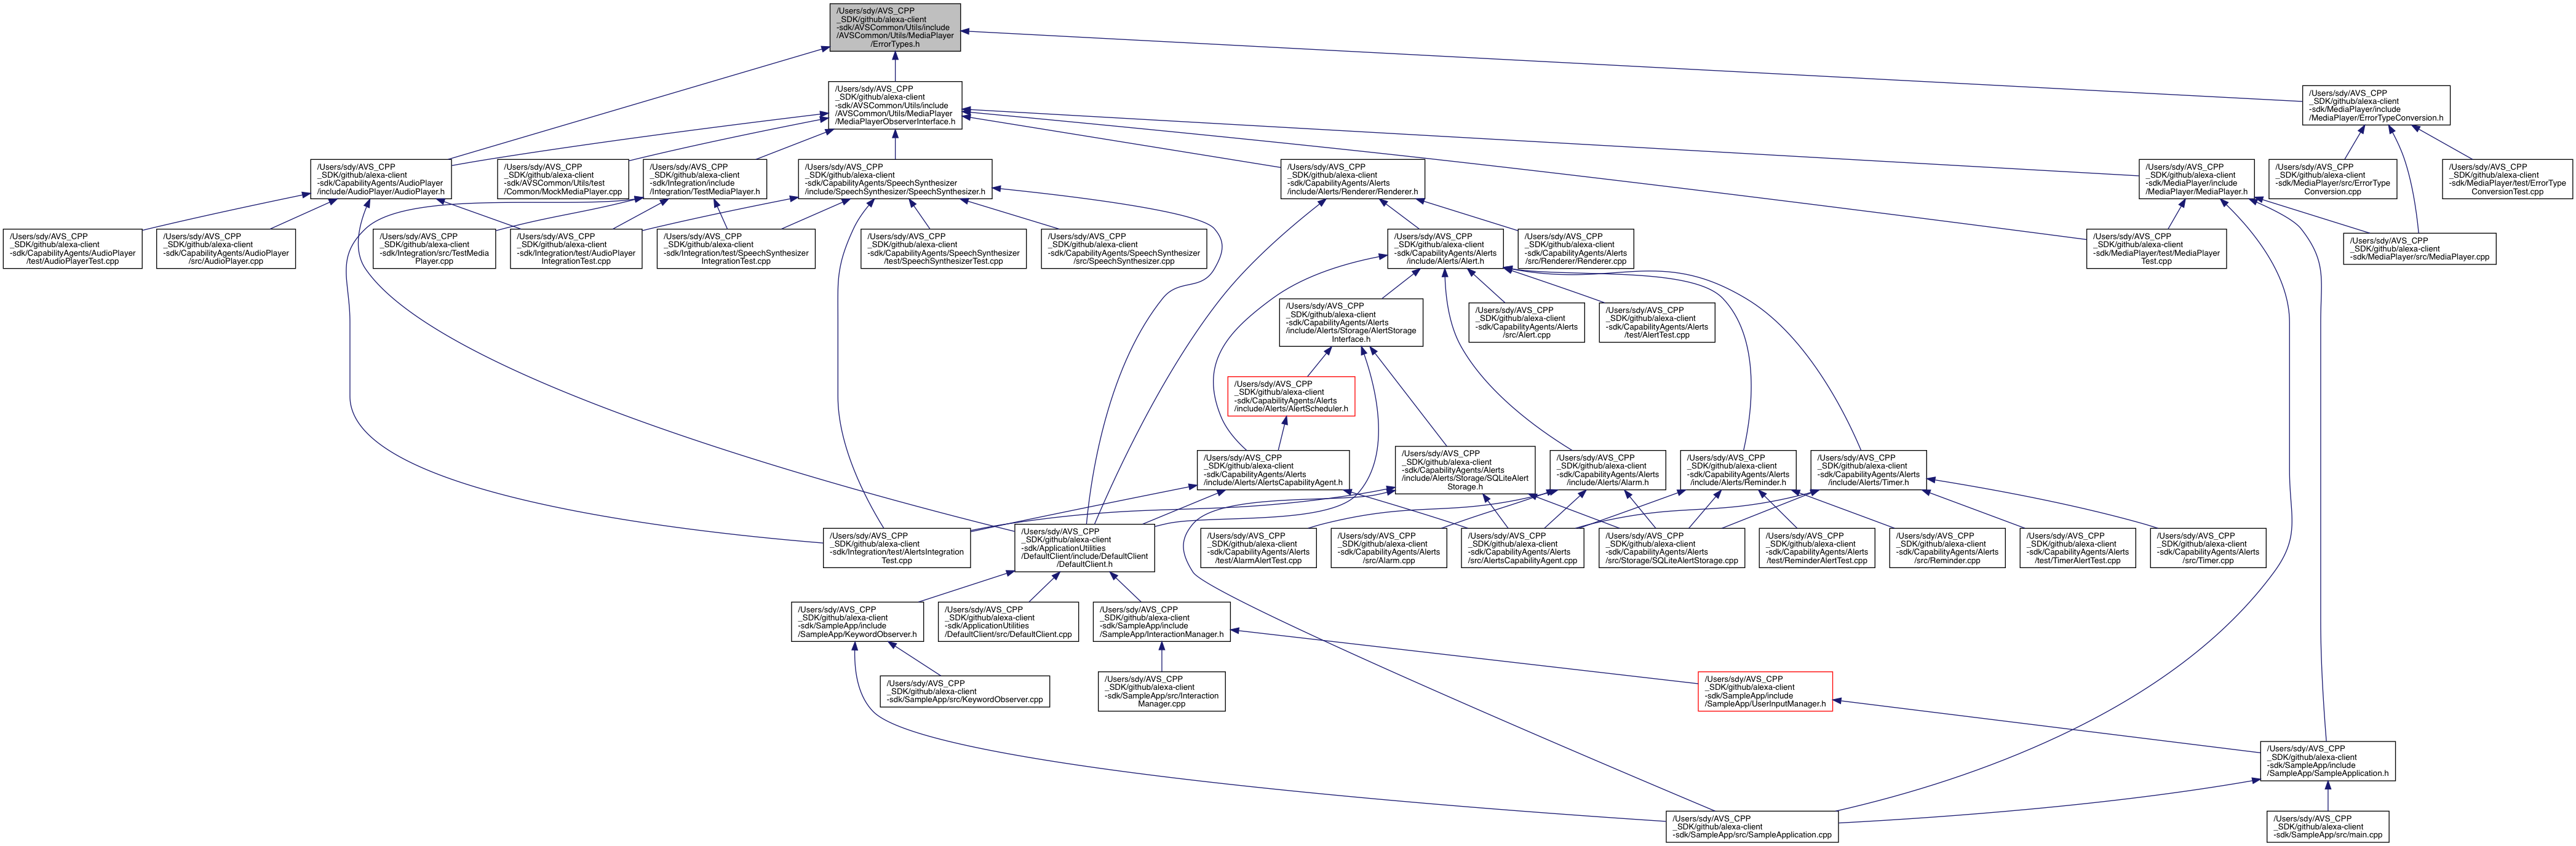 /Users/sdy/AVS_CPP
_SDK/github/alexa-client
-sdk/AVSCommon/Utils/include
/AVSCommon/Utils/MediaPlayer
/ErrorTypes.h
/Users/sdy/AVS_CPP
_SDK/github/alexa-client
-sdk/AVSCommon/Utils/include
/AVSCommon/Utils/MediaPlayer
/MediaPlayerObserverInterface.h
/Users/sdy/AVS_CPP
_SDK/github/alexa-client
-sdk/MediaPlayer/include
/MediaPlayer/ErrorTypeConversion.h
/Users/sdy/AVS_CPP
_SDK/github/alexa-client
-sdk/CapabilityAgents/AudioPlayer
/include/AudioPlayer/AudioPlayer.h
/Users/sdy/AVS_CPP
_SDK/github/alexa-client
-sdk/AVSCommon/Utils/test
/Common/MockMediaPlayer.cpp
/Users/sdy/AVS_CPP
_SDK/github/alexa-client
-sdk/Integration/include
/Integration/TestMediaPlayer.h
/Users/sdy/AVS_CPP
_SDK/github/alexa-client
-sdk/CapabilityAgents/SpeechSynthesizer
/include/SpeechSynthesizer/SpeechSynthesizer.h
/Users/sdy/AVS_CPP
_SDK/github/alexa-client
-sdk/CapabilityAgents/Alerts
/include/Alerts/Renderer/Renderer.h
/Users/sdy/AVS_CPP
_SDK/github/alexa-client
-sdk/MediaPlayer/include
/MediaPlayer/MediaPlayer.h
/Users/sdy/AVS_CPP
_SDK/github/alexa-client
-sdk/MediaPlayer/src/ErrorType
Conversion.cpp
/Users/sdy/AVS_CPP
_SDK/github/alexa-client
-sdk/MediaPlayer/test/ErrorType
ConversionTest.cpp
/Users/sdy/AVS_CPP
_SDK/github/alexa-client
-sdk/CapabilityAgents/AudioPlayer
/test/AudioPlayerTest.cpp
/Users/sdy/AVS_CPP
_SDK/github/alexa-client
-sdk/CapabilityAgents/AudioPlayer
/src/AudioPlayer.cpp
/Users/sdy/AVS_CPP
_SDK/github/alexa-client
-sdk/Integration/src/TestMedia
Player.cpp
/Users/sdy/AVS_CPP
_SDK/github/alexa-client
-sdk/Integration/test/AudioPlayer
IntegrationTest.cpp
/Users/sdy/AVS_CPP
_SDK/github/alexa-client
-sdk/Integration/test/SpeechSynthesizer
IntegrationTest.cpp
/Users/sdy/AVS_CPP
_SDK/github/alexa-client
-sdk/CapabilityAgents/SpeechSynthesizer
/test/SpeechSynthesizerTest.cpp
/Users/sdy/AVS_CPP
_SDK/github/alexa-client
-sdk/CapabilityAgents/SpeechSynthesizer
/src/SpeechSynthesizer.cpp
/Users/sdy/AVS_CPP
_SDK/github/alexa-client
-sdk/CapabilityAgents/Alerts
/include/Alerts/Alert.h
/Users/sdy/AVS_CPP
_SDK/github/alexa-client
-sdk/CapabilityAgents/Alerts
/src/Renderer/Renderer.cpp
/Users/sdy/AVS_CPP
_SDK/github/alexa-client
-sdk/MediaPlayer/test/MediaPlayer
Test.cpp
/Users/sdy/AVS_CPP
_SDK/github/alexa-client
-sdk/MediaPlayer/src/MediaPlayer.cpp
/Users/sdy/AVS_CPP
_SDK/github/alexa-client
-sdk/CapabilityAgents/Alerts
/include/Alerts/Storage/AlertStorage
Interface.h
/Users/sdy/AVS_CPP
_SDK/github/alexa-client
-sdk/CapabilityAgents/Alerts
/src/Alert.cpp
/Users/sdy/AVS_CPP
_SDK/github/alexa-client
-sdk/CapabilityAgents/Alerts
/test/AlertTest.cpp
/Users/sdy/AVS_CPP
_SDK/github/alexa-client
-sdk/CapabilityAgents/Alerts
/include/Alerts/AlertScheduler.h
/Users/sdy/AVS_CPP
_SDK/github/alexa-client
-sdk/CapabilityAgents/Alerts
/include/Alerts/AlertsCapabilityAgent.h
/Users/sdy/AVS_CPP
_SDK/github/alexa-client
-sdk/CapabilityAgents/Alerts
/include/Alerts/Storage/SQLiteAlert
Storage.h
/Users/sdy/AVS_CPP
_SDK/github/alexa-client
-sdk/CapabilityAgents/Alerts
/include/Alerts/Alarm.h
/Users/sdy/AVS_CPP
_SDK/github/alexa-client
-sdk/CapabilityAgents/Alerts
/include/Alerts/Reminder.h
/Users/sdy/AVS_CPP
_SDK/github/alexa-client
-sdk/CapabilityAgents/Alerts
/include/Alerts/Timer.h
/Users/sdy/AVS_CPP
_SDK/github/alexa-client
-sdk/Integration/test/AlertsIntegration
Test.cpp
/Users/sdy/AVS_CPP
_SDK/github/alexa-client
-sdk/ApplicationUtilities
/DefaultClient/include/DefaultClient
/DefaultClient.h
/Users/sdy/AVS_CPP
_SDK/github/alexa-client
-sdk/CapabilityAgents/Alerts
/test/AlarmAlertTest.cpp
/Users/sdy/AVS_CPP
_SDK/github/alexa-client
-sdk/CapabilityAgents/Alerts
/src/Alarm.cpp
/Users/sdy/AVS_CPP
_SDK/github/alexa-client
-sdk/CapabilityAgents/Alerts
/src/AlertsCapabilityAgent.cpp
/Users/sdy/AVS_CPP
_SDK/github/alexa-client
-sdk/CapabilityAgents/Alerts
/src/Storage/SQLiteAlertStorage.cpp
/Users/sdy/AVS_CPP
_SDK/github/alexa-client
-sdk/CapabilityAgents/Alerts
/test/ReminderAlertTest.cpp
/Users/sdy/AVS_CPP
_SDK/github/alexa-client
-sdk/CapabilityAgents/Alerts
/src/Reminder.cpp
/Users/sdy/AVS_CPP
_SDK/github/alexa-client
-sdk/CapabilityAgents/Alerts
/test/TimerAlertTest.cpp
/Users/sdy/AVS_CPP
_SDK/github/alexa-client
-sdk/CapabilityAgents/Alerts
/src/Timer.cpp
/Users/sdy/AVS_CPP
_SDK/github/alexa-client
-sdk/SampleApp/include
/SampleApp/KeywordObserver.h
/Users/sdy/AVS_CPP
_SDK/github/alexa-client
-sdk/ApplicationUtilities
/DefaultClient/src/DefaultClient.cpp
/Users/sdy/AVS_CPP
_SDK/github/alexa-client
-sdk/SampleApp/include
/SampleApp/InteractionManager.h
/Users/sdy/AVS_CPP
_SDK/github/alexa-client
-sdk/SampleApp/src/KeywordObserver.cpp
/Users/sdy/AVS_CPP
_SDK/github/alexa-client
-sdk/SampleApp/src/Interaction
Manager.cpp
/Users/sdy/AVS_CPP
_SDK/github/alexa-client
-sdk/SampleApp/include
/SampleApp/UserInputManager.h
/Users/sdy/AVS_CPP
_SDK/github/alexa-client
-sdk/SampleApp/include
/SampleApp/SampleApplication.h
/Users/sdy/AVS_CPP
_SDK/github/alexa-client
-sdk/SampleApp/src/SampleApplication.cpp
/Users/sdy/AVS_CPP
_SDK/github/alexa-client
-sdk/SampleApp/src/main.cpp